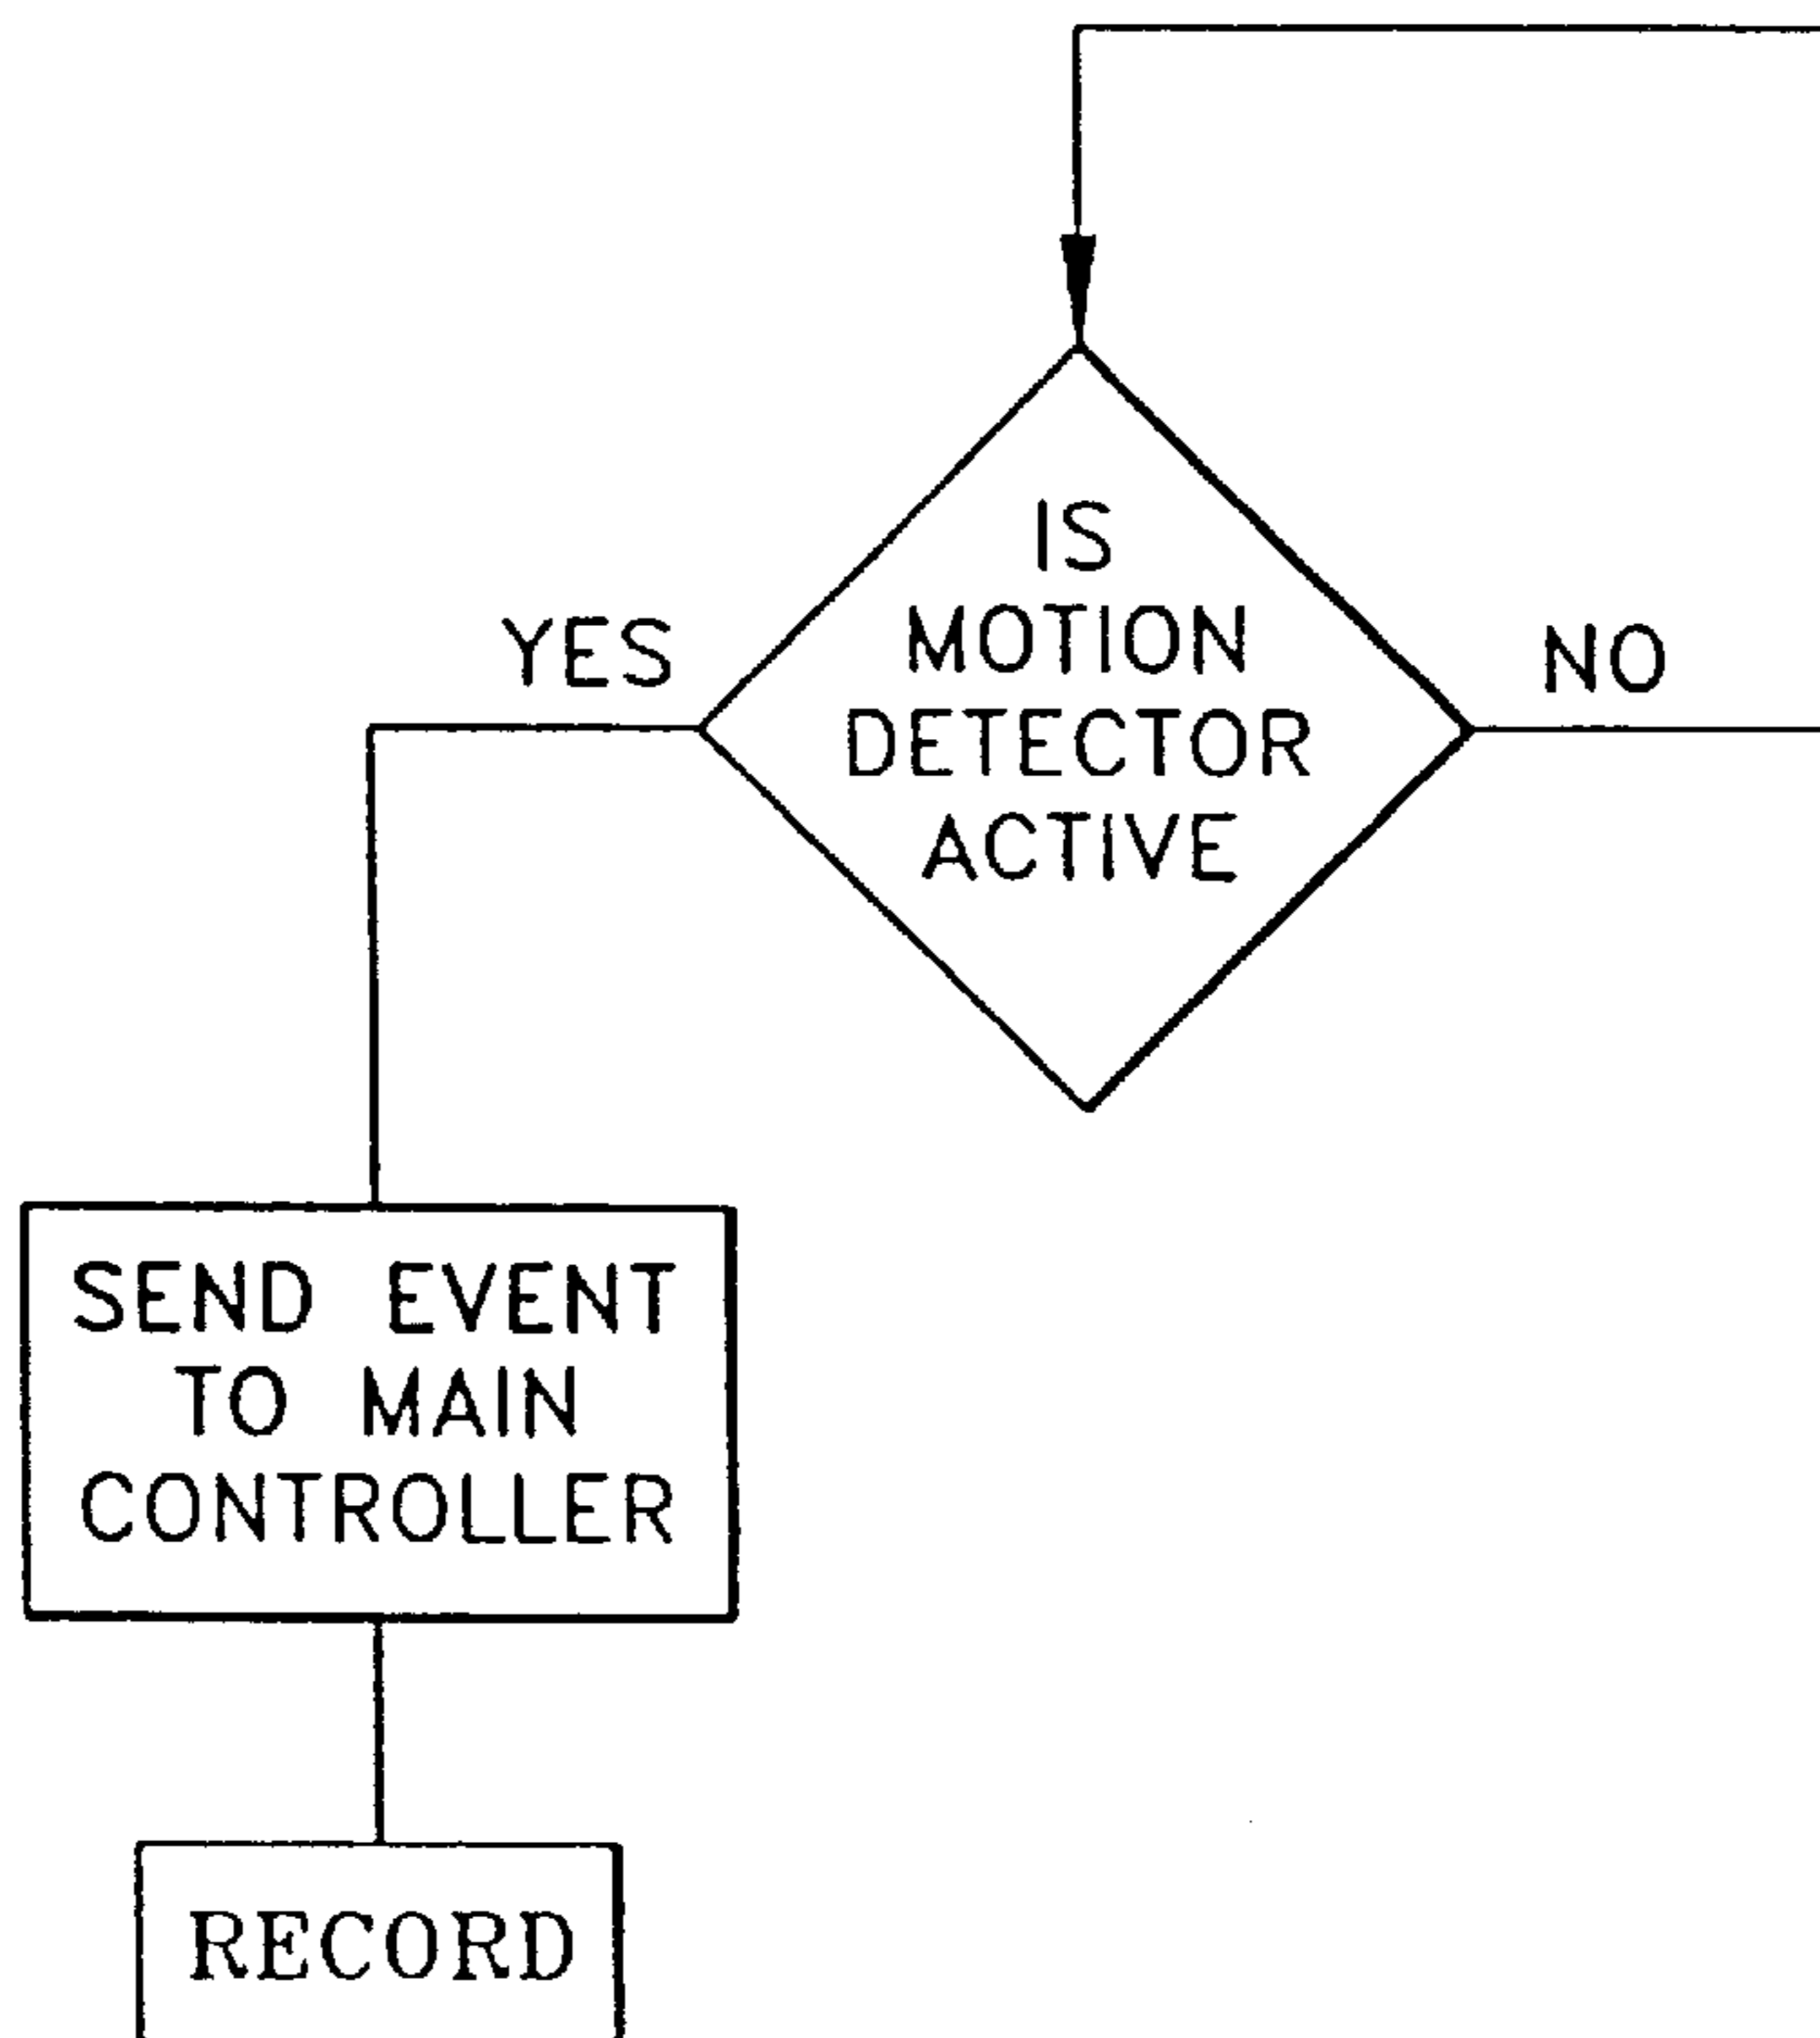 IS
MOTION
DETECTOR
ACTIVE
YES
NO
SEND EVENT
TO MAIN
CONTROLLER
RECORD